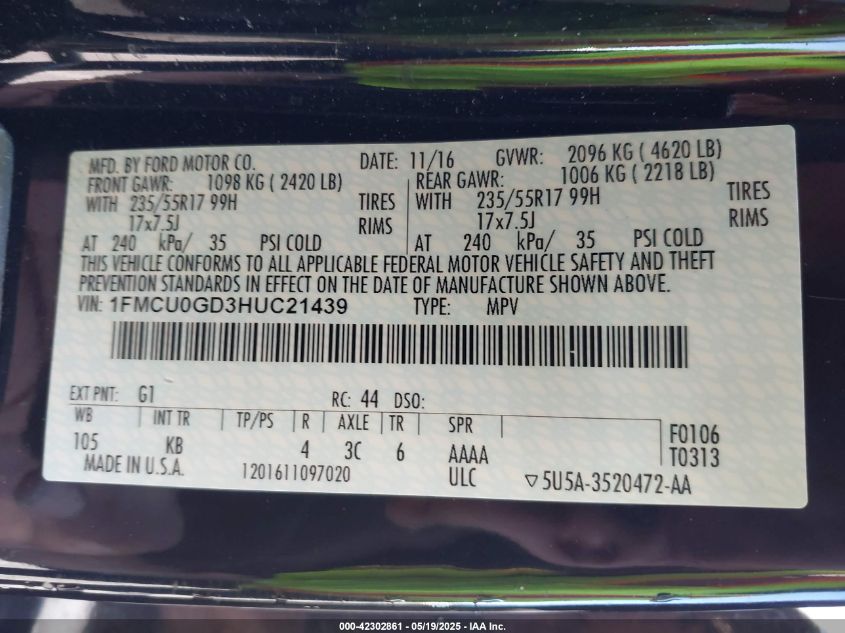 MFD. BY FORD MOTOR CO. DATE: 11/16 GVWR: 2096 KG ( 4620 LB)
FRONT GAWR: 1098 KG ( 2420 LB) REAR GAWR: 1006 KG ( 2218 LB)
WITH 235/55R17 99H TIRES WITH 235/55R17 99H TIRES
17x7.5J RIMS 17x7.5J RIMS
AT 240 kPa/ 35 PSI COLD AT 240 kPa/ 35 PSI COLD
THIS VEHICLE CONFORMS TO ALL APPLICABLE FEDERAL MOTOR VEHICLE SAFETY AND THEFT
PREVENTION STANDARDS IN EFFECT ON THE DATE OF MANUFACTURE SHOWN ABOVE.
VIN: 1FMCU0GD3HUC21439 TYPE: MPV
EXT PNT: G1 RC: 44 DSO:
WB INT TR TP/PS R AXLE TR SPR
105 KB 4 3C 6 AAAA F0106
T0313
MADE IN U.S.A. 1201611097020 ULC ▽5U5A-3520472-AA
000-42302861 - 05/19/2025 - IAA Inc.